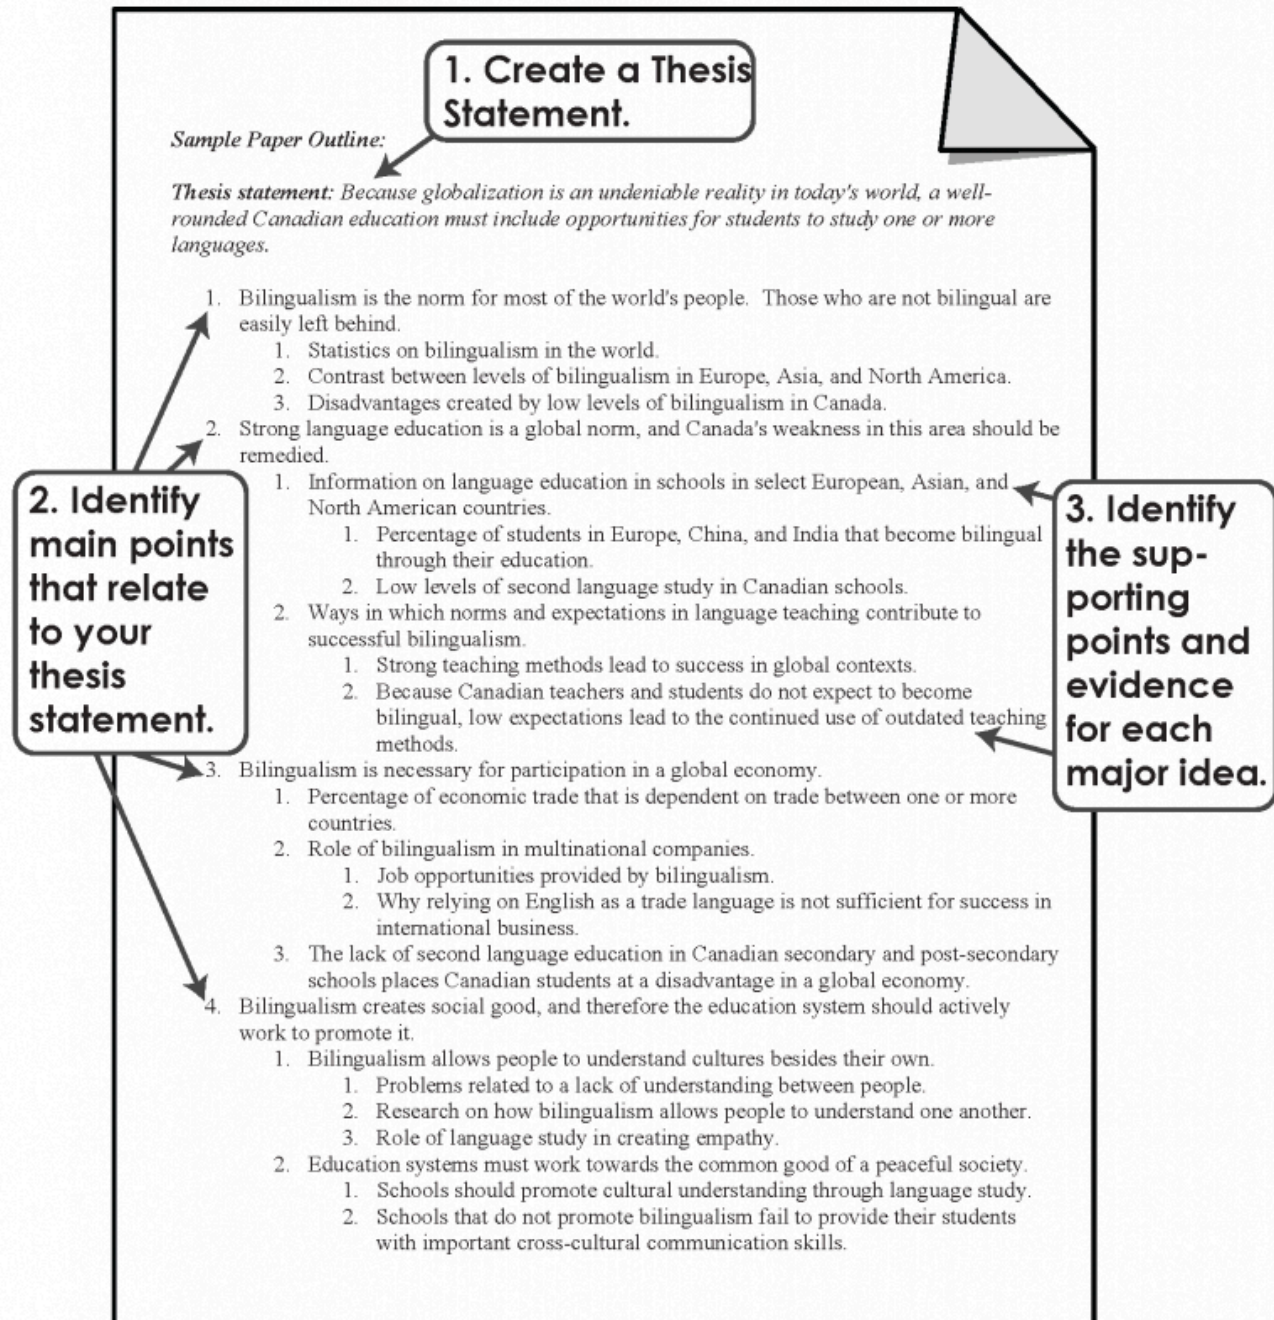 1. Create a Thesis
Statement.
Sample Paper Outline:
Thesis statement: Because globalization is an undeniable reality in today's world, a well-
rounded Canadian education must include opportunities for students to study one or more
languages.
1. Bilingualism is the norm for most of the world's people. Those who are not bilingual are
easily left behind.
1. Statistics on bilingualism in the world.
2. Contrast between levels of bilingualism in Europe, Asia, and North America.
3. Disadvantages created by low levels of bilingualism in Canada.
2. Strong language education is a global norm, and Canada's weakness in this area should be
remedied.
1. Information on language education in schools in select European, Asian, and
North American countries.
1. Percentage of students in Europe, China, and India that become bilingual
through their education.
2. Low levels of second language study in Canadian schools.
2. Ways in which norms and expectations in language teaching contribute to
successful bilingualism.
1. Strong teaching methods lead to success in global contexts.
2. Because Canadian teachers and students do not expect to become
bilingual, low expectations lead to the continued use of outdated teaching
methods.
3. Bilingualism is necessary for participation in a global economy.
1. Percentage of economic trade that is dependent on trade between one or more
countries.
2. Role of bilingualism in multinational companies.
1. Job opportunities provided by bilingualism.
2. Why relying on English as a trade language is not sufficient for success in
international business.
3. The lack of second language education in Canadian secondary and post-secondary
schools places Canadian students at a disadvantage in a global economy.
4. Bilingualism creates social good, and therefore the education system should actively
work to promote it.
1. Bilingualism allows people to understand cultures besides their own.
1. Problems related to a lack of understanding between people.
2. Research on how bilingualism allows people to understand one another.
3. Role of language study in creating empathy.
2. Education systems must work towards the common good of a peaceful society.
1. Schools should promote cultural understanding through language study.
2. Schools that do not promote bilingualism fail to provide their students
with important cross-cultural communication skills.
2. Identify
main points
that relate
to your
thesis
statement.
3. Identify
the sup-
porting
points and
evidence
for each
major idea.